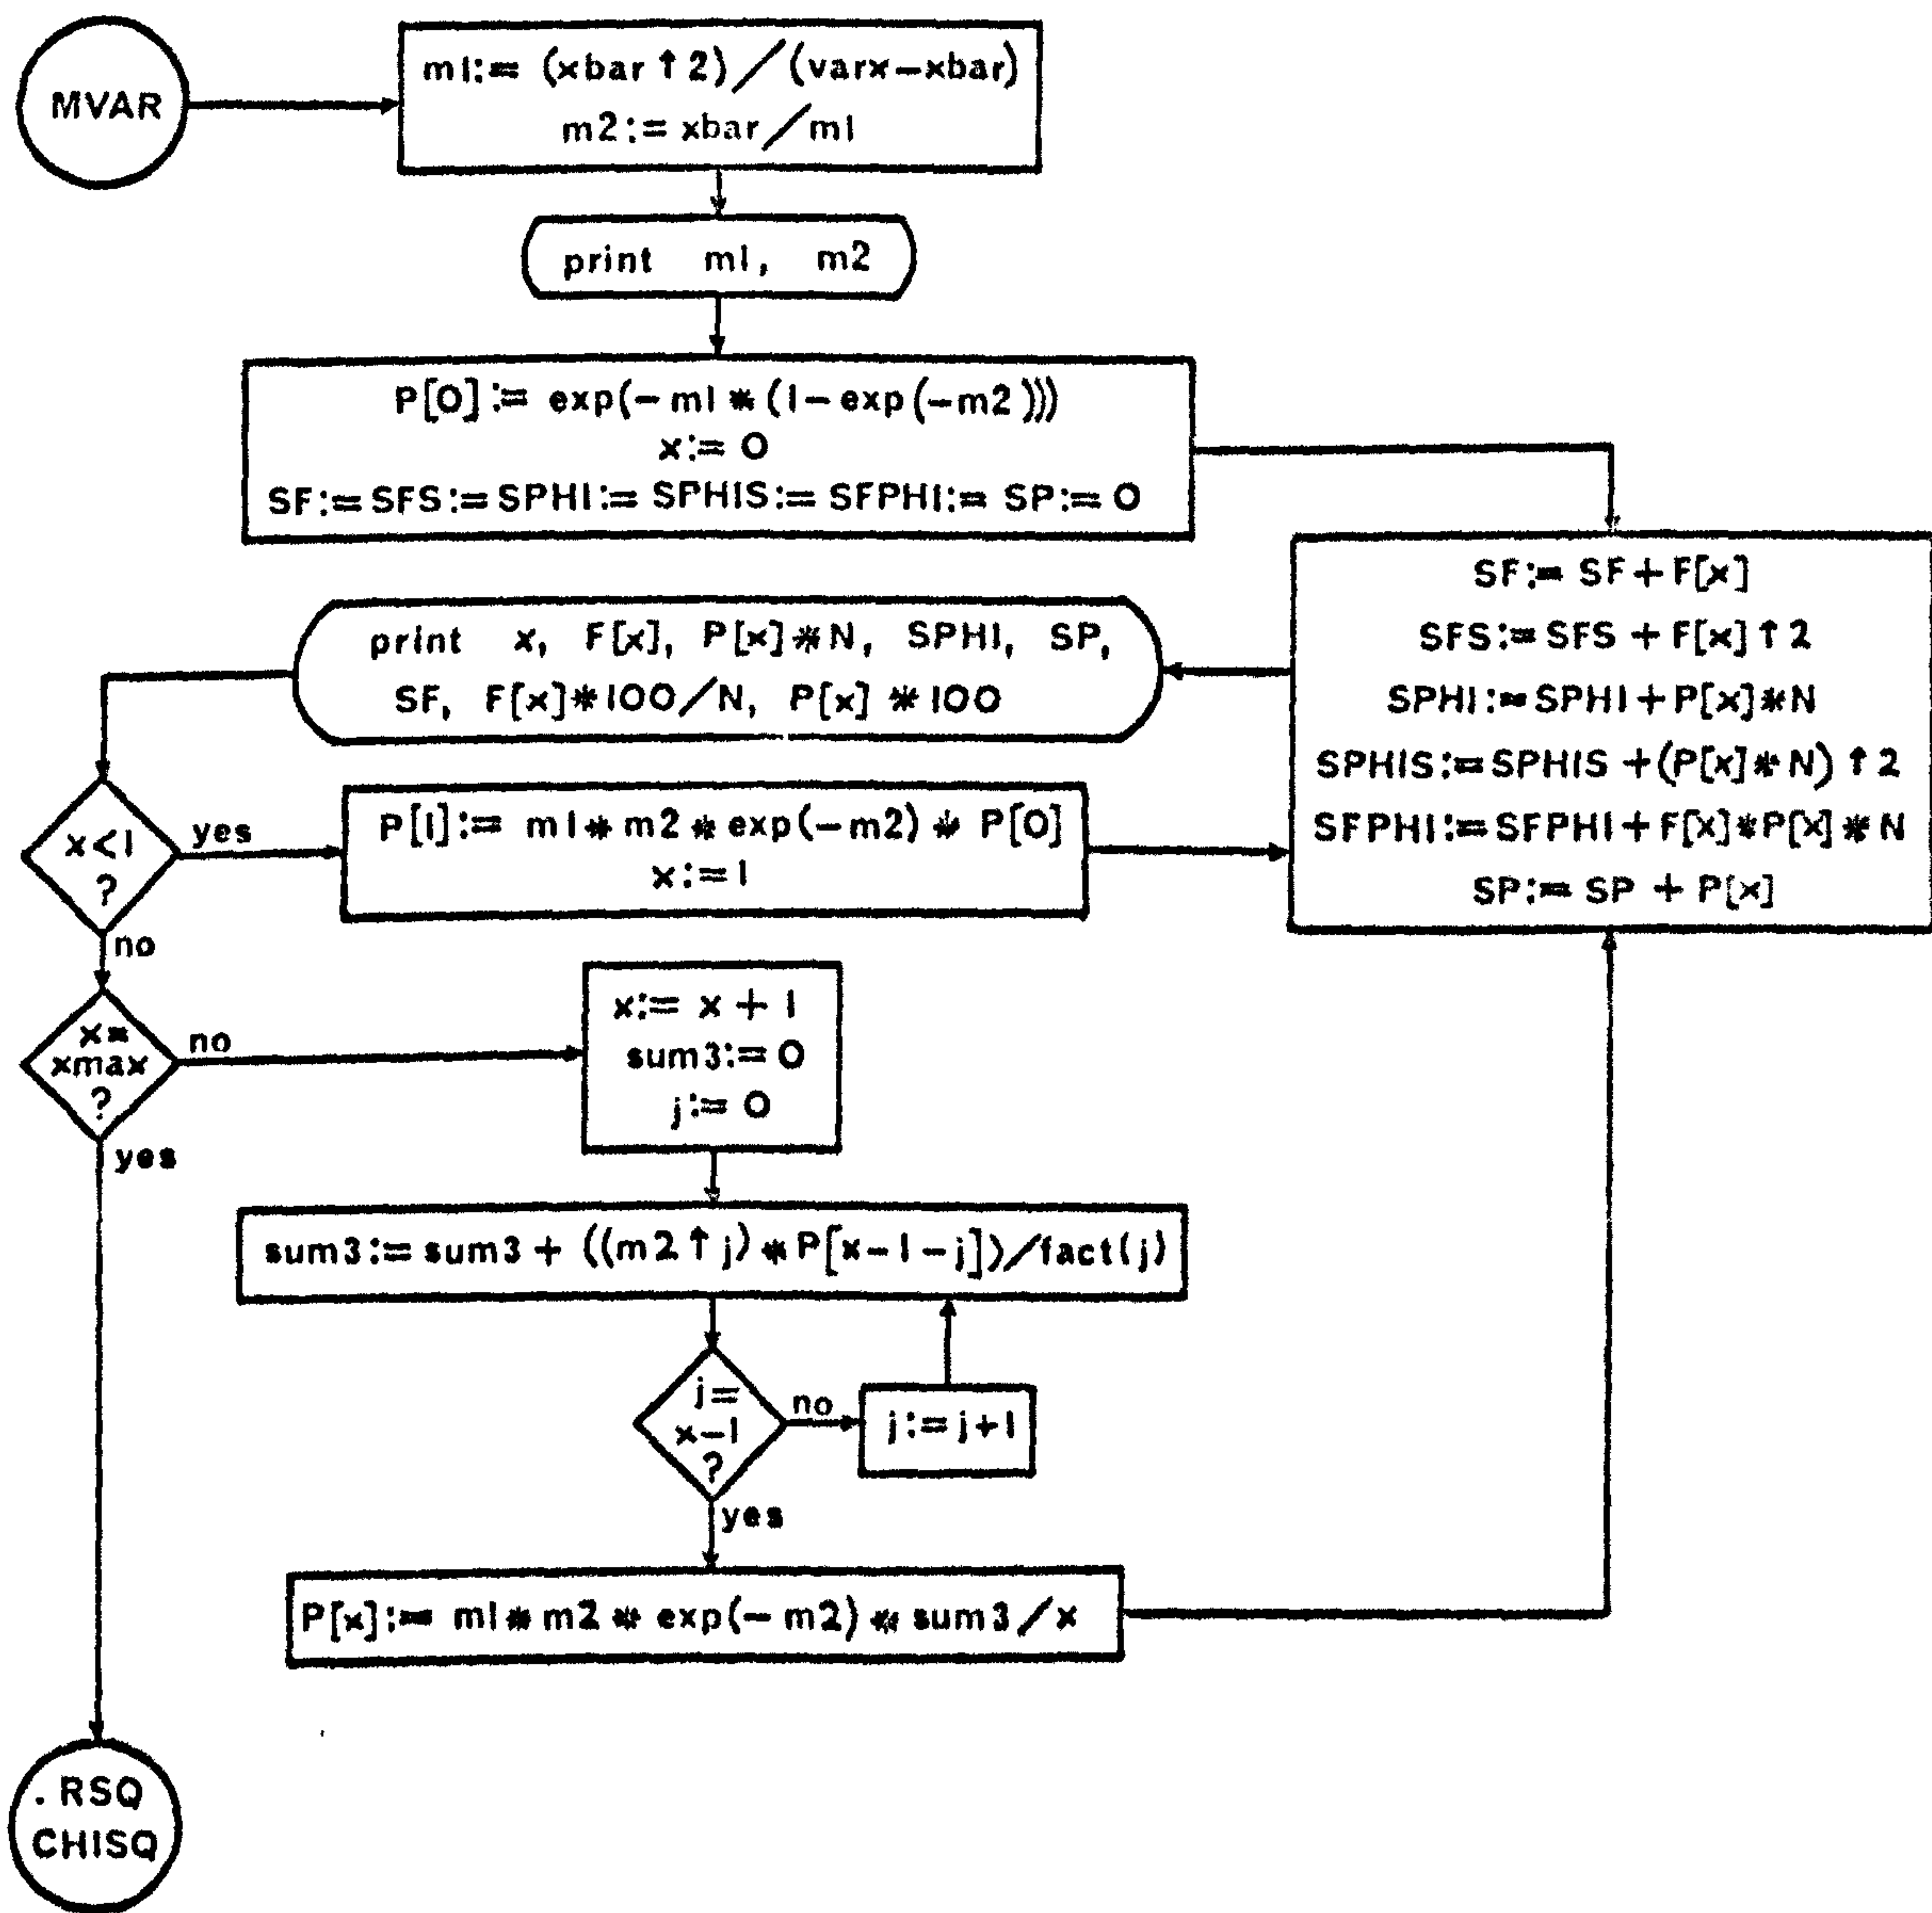 MVAR
m1:= (xbar ↑ 2) / (varx-xbar)
m2:= xbar / m1
print m1, m2
P[0]:= exp(-m1 * (1-exp(-m2)))
x:= 0
SF:= SFS:= SPHI:= SPHIS:= SFPHI:= SP:= 0
SF:= SF + F[x]
SFS:= SFS + F[x] ↑ 2
SPHI:= SPHI + P[x]*N
SPHIS:= SPHIS + (P[x]*N) ↑ 2
SFPHI:= SFPHI + F[x]*P[x]*N
SP:= SP + P[x]
print x, F[x], P[x]*N, SPHI, SP,
SF, F[x]*100/N, P[x] *100
x<1
?
yes
no
P[1]:= m1* m2 * exp(-m2) * P[0]
x:= 1
x=
xmax
?
no
yes
x:= x + 1
sum3:= 0
j:= 0
sum3:= sum3 + ((m2 ↑ j) * P[x-1-j])/fact(j)
j=
x-1
?
no
j:= j+1
yes
P[x]:= m1* m2 * exp(- m2) * sum3 / x
. RSQ
CHISQ